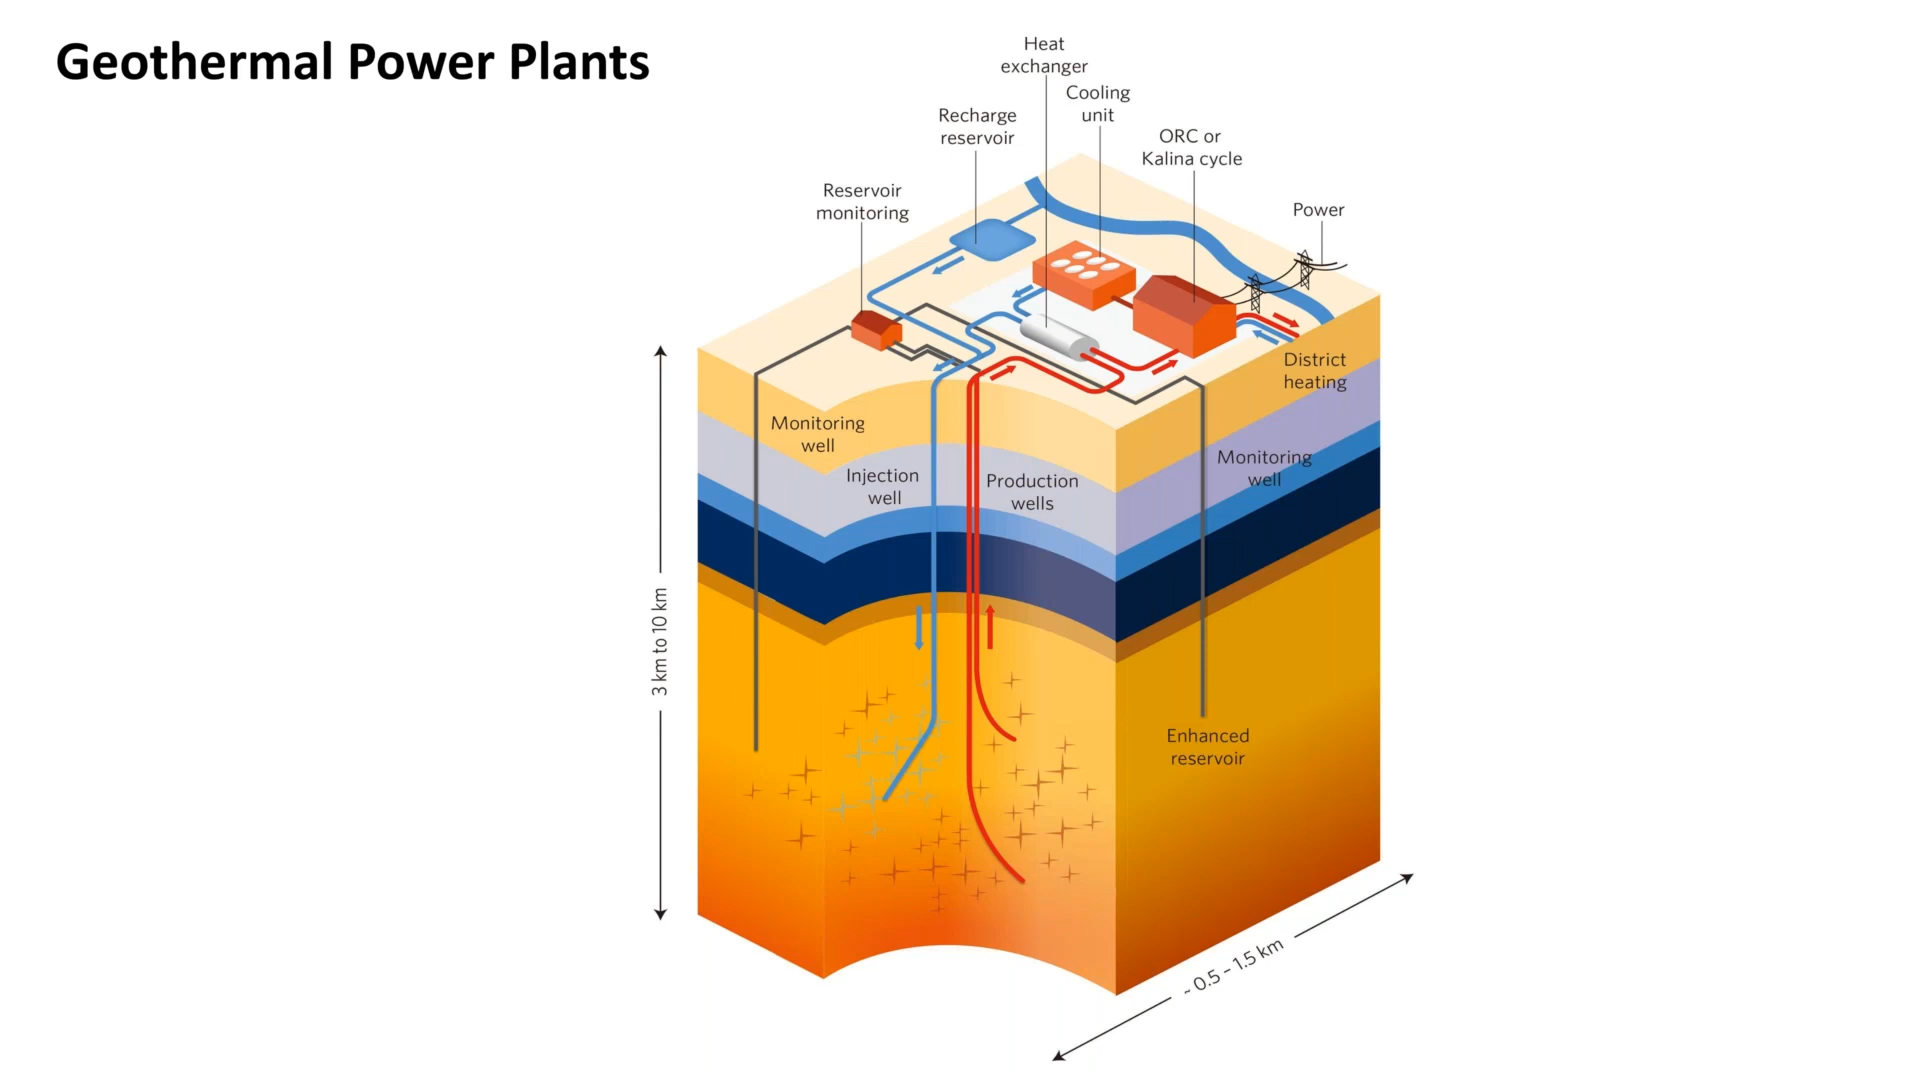 Geothermal Power Plants
Heat
exchanger
Cooling
unit
Recharge
reservoir
ORC or
Kalina cycle
Reservoir
monitoring
Power
District
heating
Monitoring
well
Injection
well
Production
wells
Monitoring
well
3 km to 10 km
Enhanced
reservoir
~ 0.5 – 1.5 km